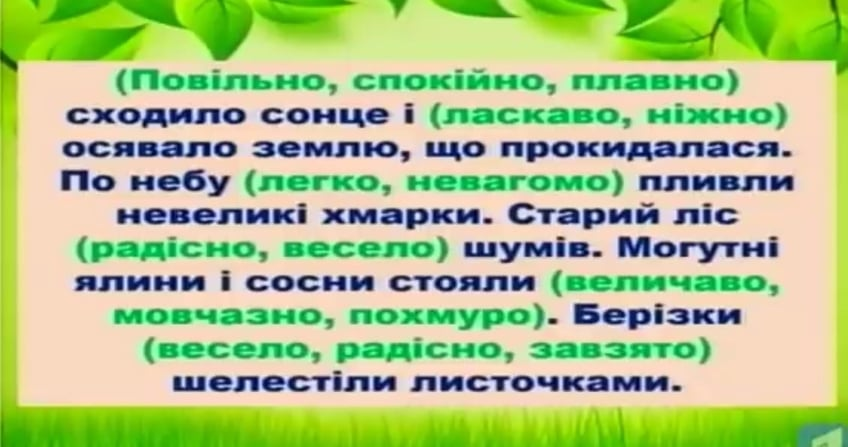 (Повільно, спокійно, плавно)
сходило сонце і (ласкаво, ніжно)
осявало землю, що прокидалася.
По небу (легко, невагомо) пливли
невеликі хмарки. Старий ліс
(радісно, весело) шумів. Могутні
ялини і сосни стояли (величаво,
мовчазно, похмуро). Берізки
(весело, радісно, завзято)
шелестіли листочками.